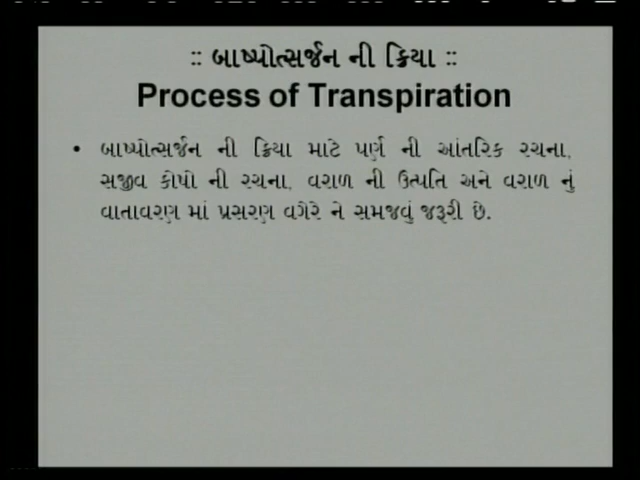 :: બાષ્પોત્સર્જન ની ક્રિયા ::
Process of Transpiration
• બાષ્પોત્સર્જન ની ક્રિયા માટે પર્ણ ની આંતરિક રચના,
સજીવ કોષો ની રચના, વરાળ ની ઉત્પતિ અને વરાળ નું
વાતાવરણ માં પ્રસરણ વગેરે ને સમજવું જરૂરી છે.